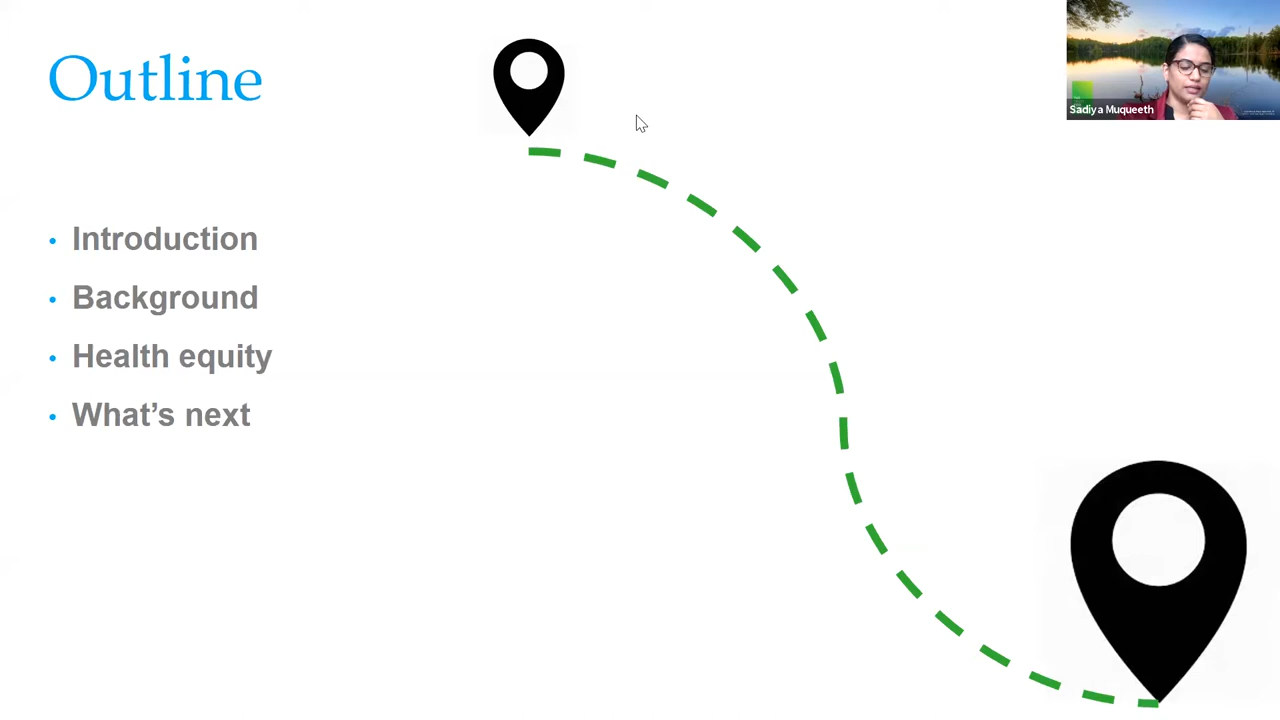 Outline
Sadiya Muqueeth
• Introduction
• Background
• Health equity
• What's next